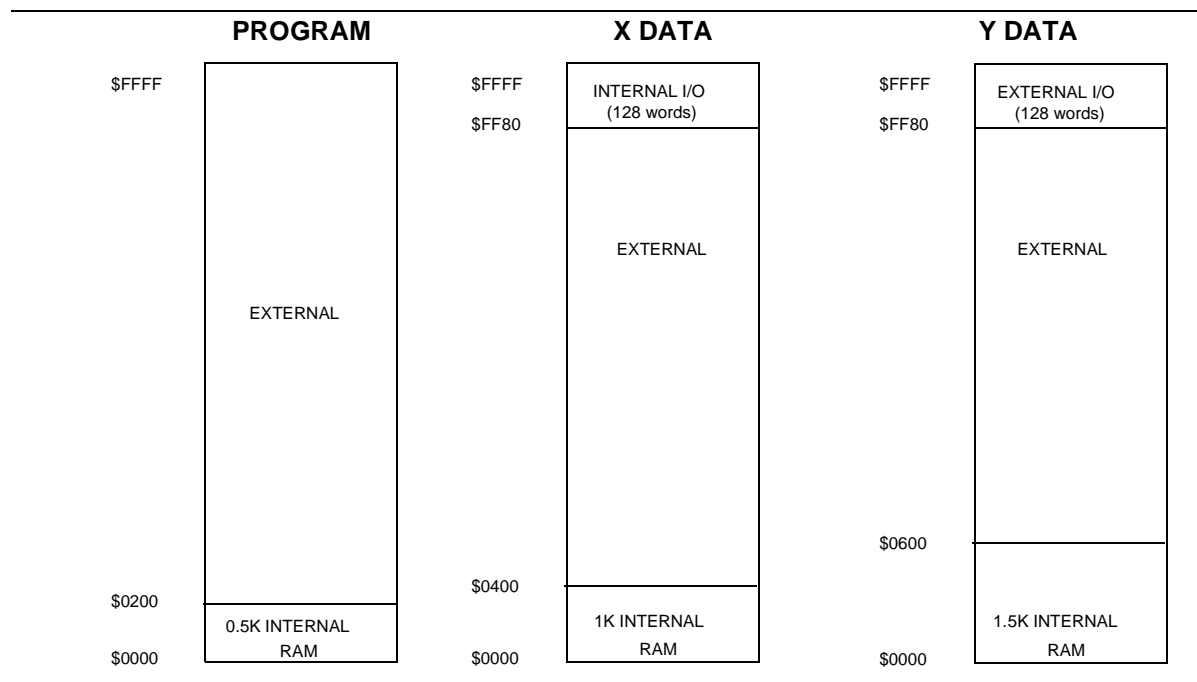 PROGRAM
$FFFF
EXTERNAL
$0200
0.5K INTERNAL
RAM
$0000
X DATA
$FFFF
INTERNAL I/O
(128 words)
$FF80
EXTERNAL
$0400
1K INTERNAL
RAM
$0000
Y DATA
$FFFF
EXTERNAL I/O
(128 words)
$FF80
EXTERNAL
$0600
1.5K INTERNAL
RAM
$0000